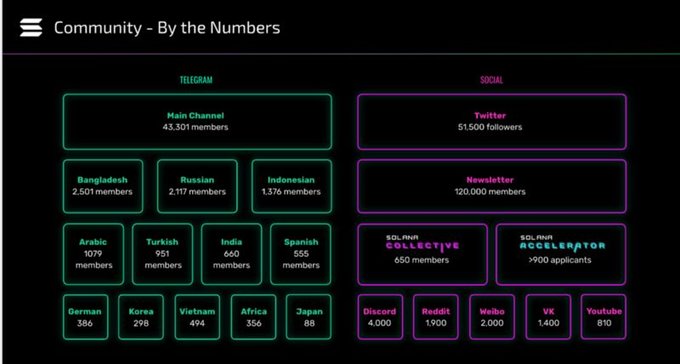 Community - By the Numbers
TELEGRAM
Main Channel
43,301 members
Bangladesh
2,501 members
Russian
2,117 members
Indonesian
1,376 members
Arabic
1079
members
Turkish
951
members
India
660
members
Spanish
555
members
German
386
Korea
298
Vietnam
494
Africa
356
Japan
88
SOCIAL
Twitter
51,500 followers
Newsletter
120,000 members
SOLANA
COLLECTIVE
650 members
SOLANA
ACCELERATOR
>900 applicants
Discord
4,000
Reddit
1,900
Weibo
2,000
VK
1,400
Youtube
810